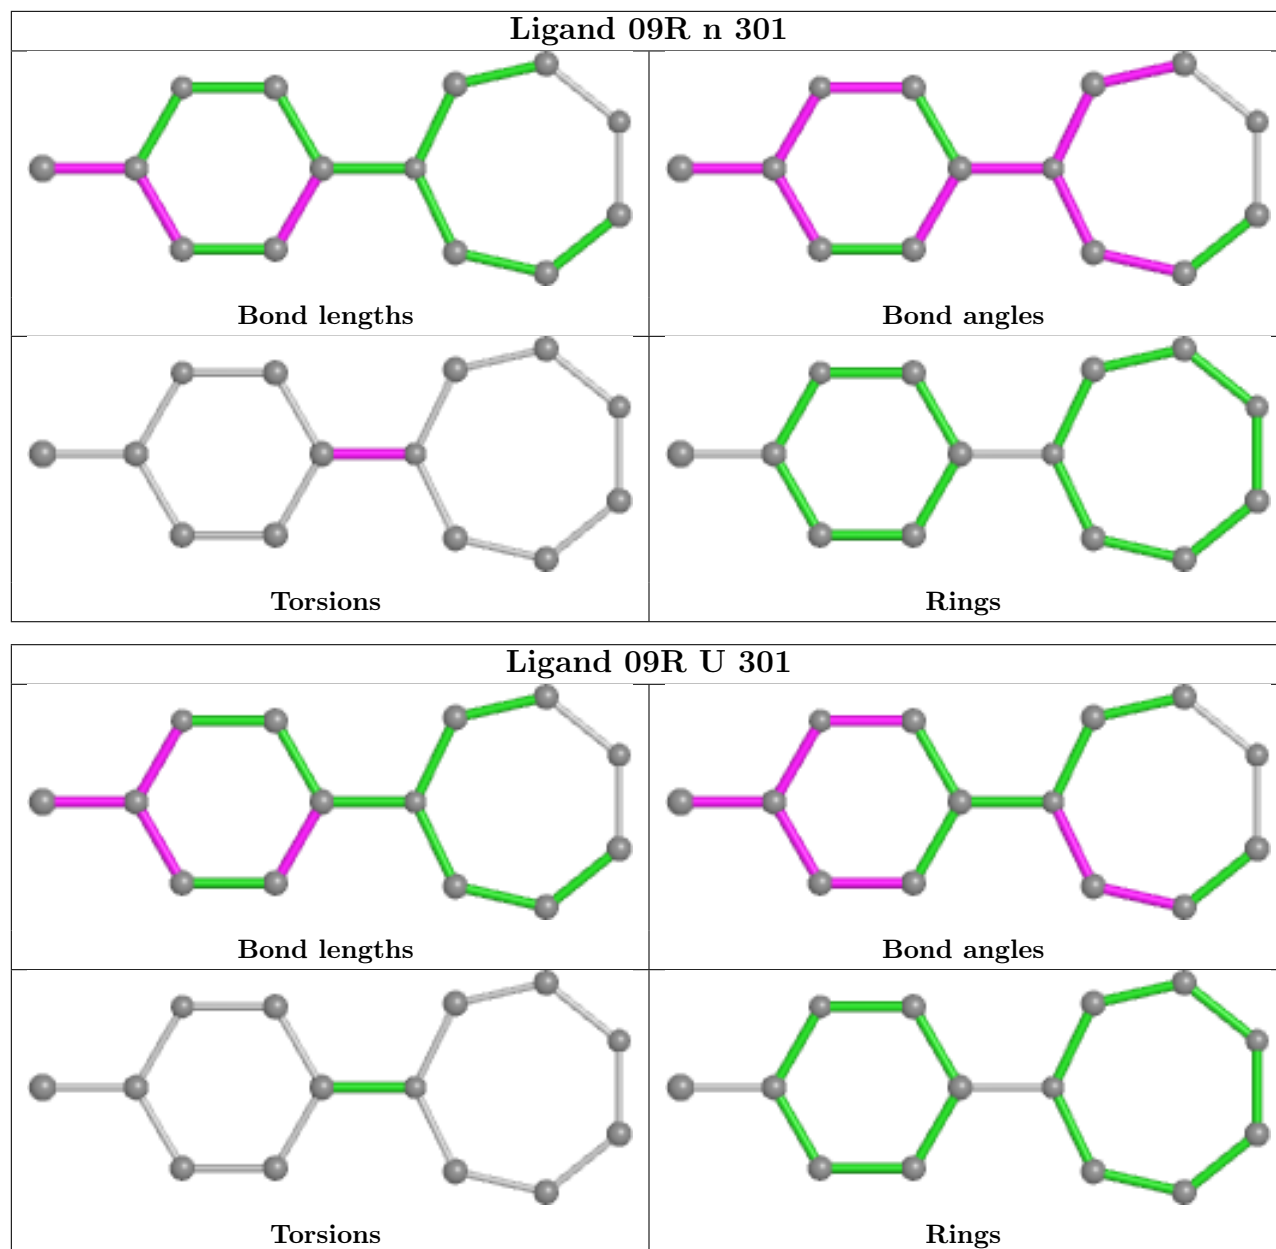 Ligand 09R n 301
Bond lengths
Bond angles
Torsions
Rings
Ligand 09R U 301
Bond lengths
Bond angles
Torsions
Rings